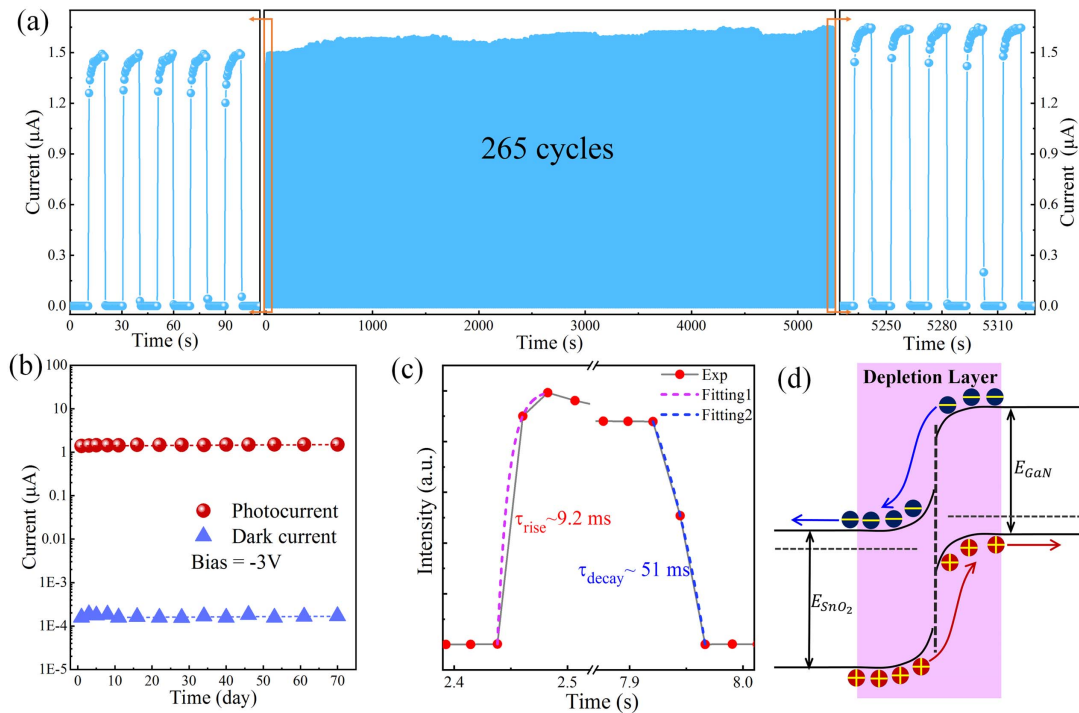 (a)
Current (μA)
1.5
1.2
0.9
0.6
0.3
0.0
0 30 60 90
Time (s)
265 cycles
1000 2000 3000 4000 5000
Time (s)
1.5
1.2
0.9
0.6
0.3
0.0
Current (μA)
5250 5280 5310
Time (s)
(b)
Current (μA)
100
10
1
0.1
0.01
1E-3
1E-4
1E-5
Photocurrent
Dark current
Bias = -3V
0 10 20 30 40 50 60 70
Time (day)
(c)
Intensity (a.u.)
Exp
Fitting1
Fitting2
τrise~9.2 ms
τdecay~ 51 ms
2.4 2.5 7.9 8.0
Time (s)
(d)
Depletion Layer
EGaN
ESnO2